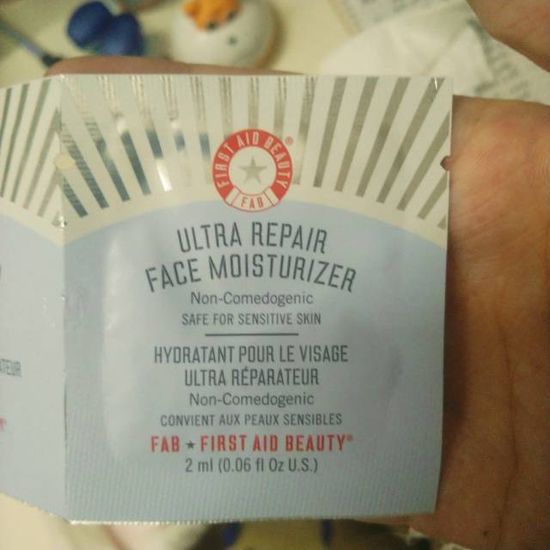 FIRST AID BEAUTY®
FAB
ULTRA REPAIR
FACE MOISTURIZER
Non-Comedogenic
SAFE FOR SENSITIVE SKIN
HYDRATANT POUR LE VISAGE
ULTRA RÉPARATEUR
Non-Comedogenic
CONVIENT AUX PEAUX SENSIBLES
FAB ★ FIRST AID BEAUTY®
2 ml (0.06 fl Oz U.S.)